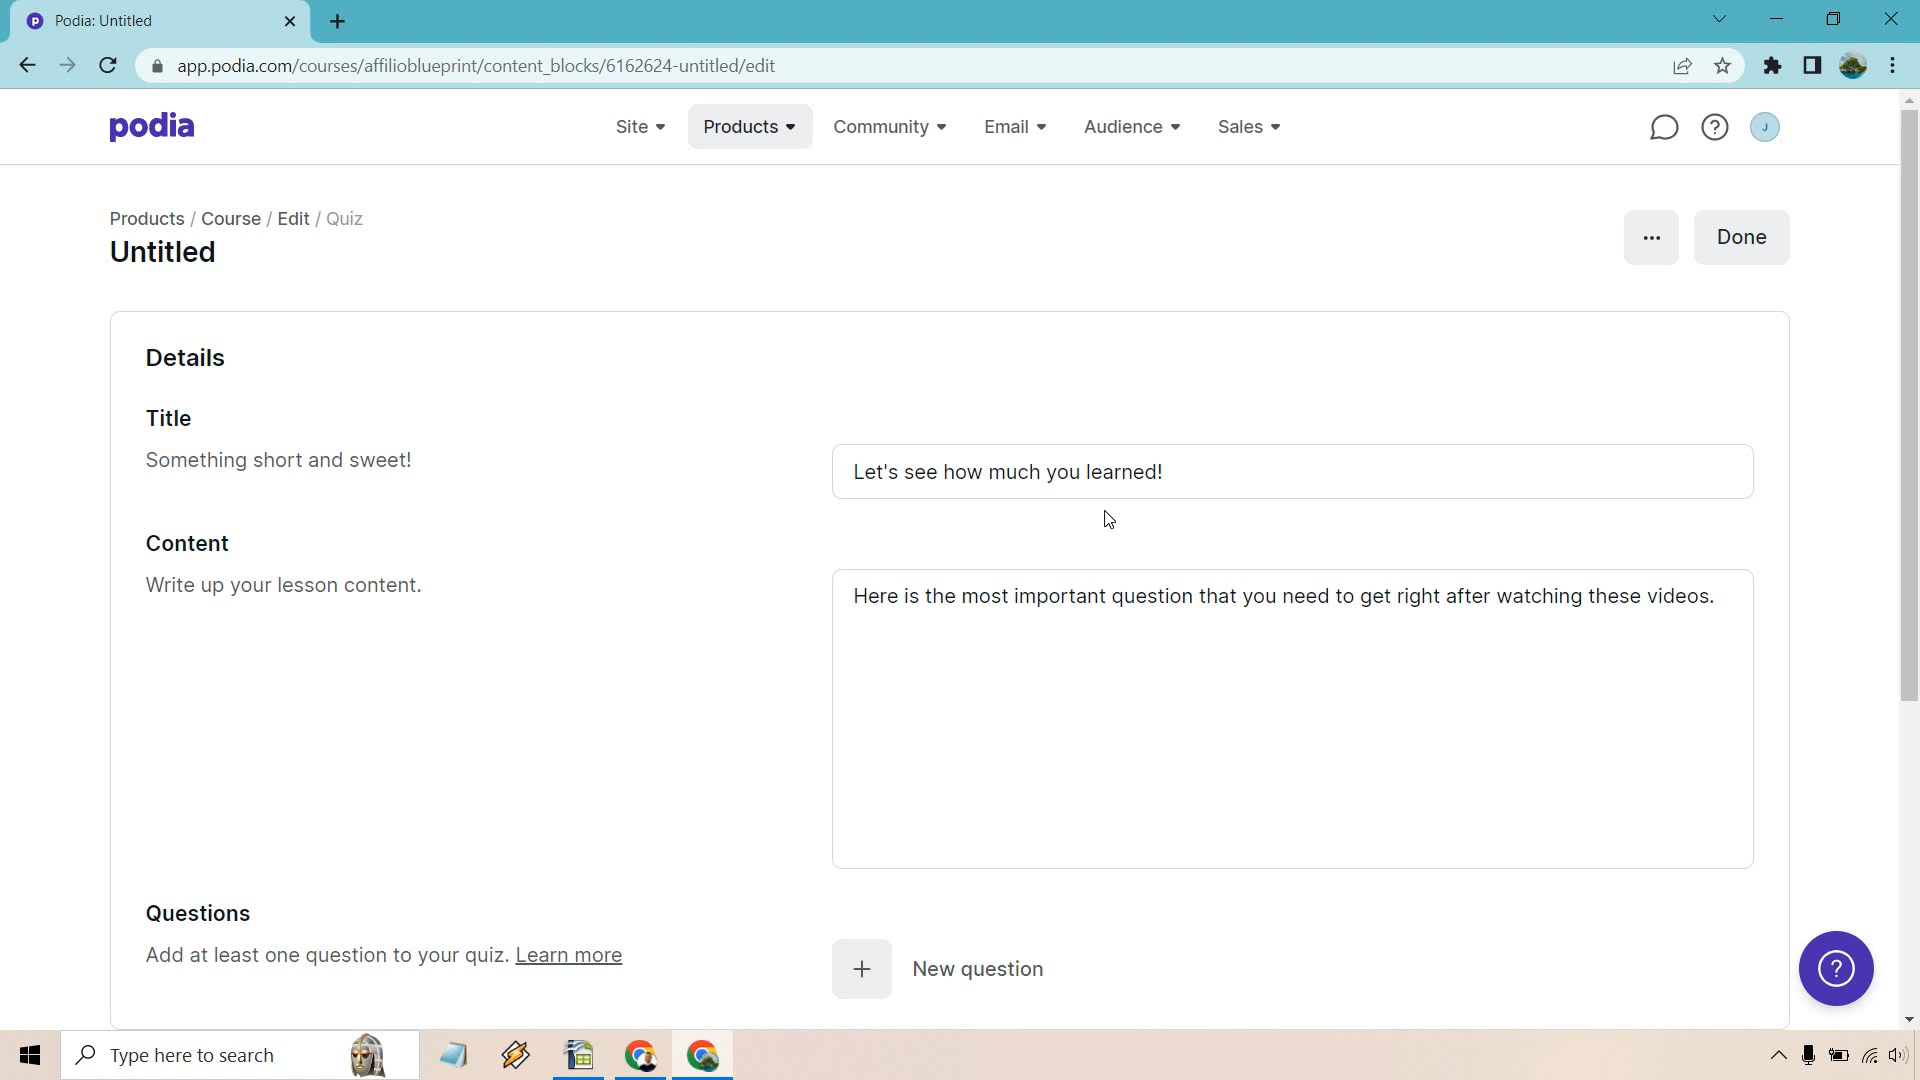 Podia: Untitled
app.podia.com/courses/affilioblueprint/content_blocks/6162624-untitled/edit
podia
Site Products Community Email Audience Sales
J
Products / Course / Edit / Quiz
Untitled
Done
Details
Title
Something short and sweet!
Let's see how much you learned!
Content
Write up your lesson content.
Here is the most important question that you need to get right after watching these videos.
Questions
Add at least one question to your quiz. Learn more
New question
Type here to search